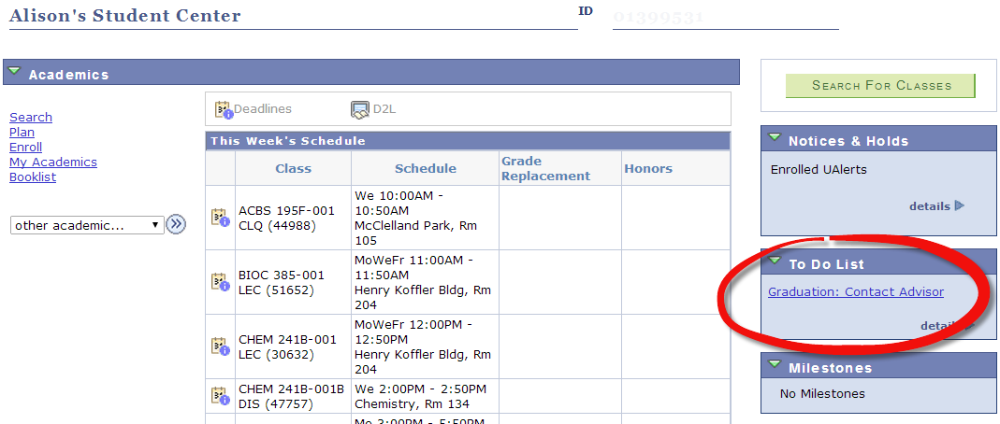 Alison's Student Center
ID
01399531
Academics
Search
Plan
Enroll
My Academics
Booklist
other academic...
Deadlines
D2L
This Week's Schedule
Class
Schedule
Grade
Replacement
Honors
ACBS 195F-001
CLQ (44988)
We 10:00AM -
10:50AM
McClelland Park, Rm
105
BIOC 385-001
LEC (51652)
MoWeFr 11:00AM -
11:50AM
Henry Koffler Bldg, Rm
204
CHEM 241B-001
LEC (30632)
MoWeFr 12:00PM -
12:50PM
Henry Koffler Bldg, Rm
204
CHEM 241B-001B
DIS (47757)
We 2:00PM - 2:50PM
Chemistry, Rm 134
Mo 3:00PM - 5:50PM
Search For Classes
Notices & Holds
Enrolled UAlerts
details
To Do List
Graduation: Contact Advisor
details
Milestones
No Milestones